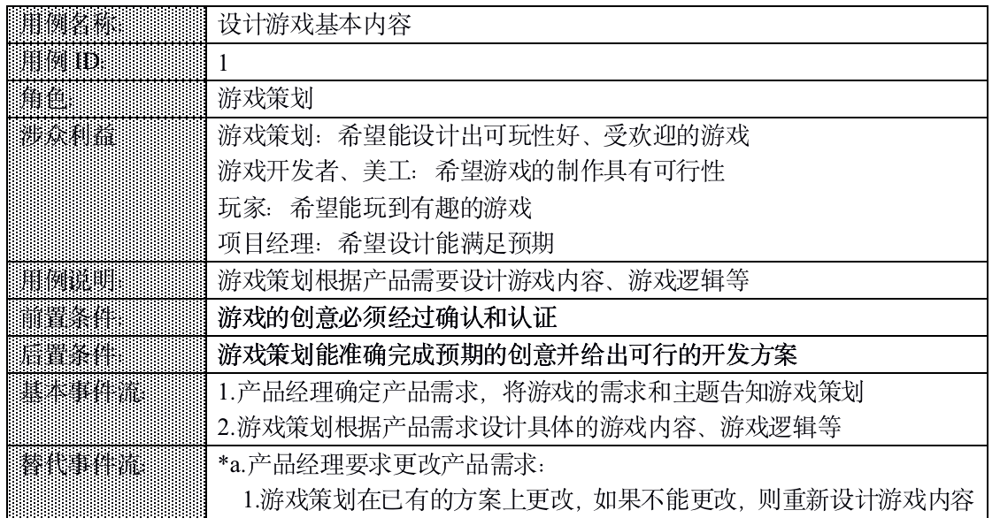 用例名称: 设计游戏基本内容
用例 ID: 1
角色: 游戏策划
涉众利益 游戏策划：希望能设计出可玩性好、受欢迎的游戏
游戏开发者、美工：希望游戏的制作具有可行性
玩家：希望能玩到有趣的游戏
项目经理：希望设计能满足预期
用例说明: 游戏策划根据产品需要设计游戏内容、游戏逻辑等
前置条件: 游戏的创意必须经过确认和认证
后置条件: 游戏策划能准确完成预期的创意并给出可行的开发方案
基本事件流: 1.产品经理确定产品需求，将游戏的需求和主题告知游戏策划
2.游戏策划根据产品需求设计具体的游戏内容、游戏逻辑等
替代事件流: *a.产品经理要求更改产品需求：
1.游戏策划在已有的方案上更改，如果不能更改，则重新设计游戏内容